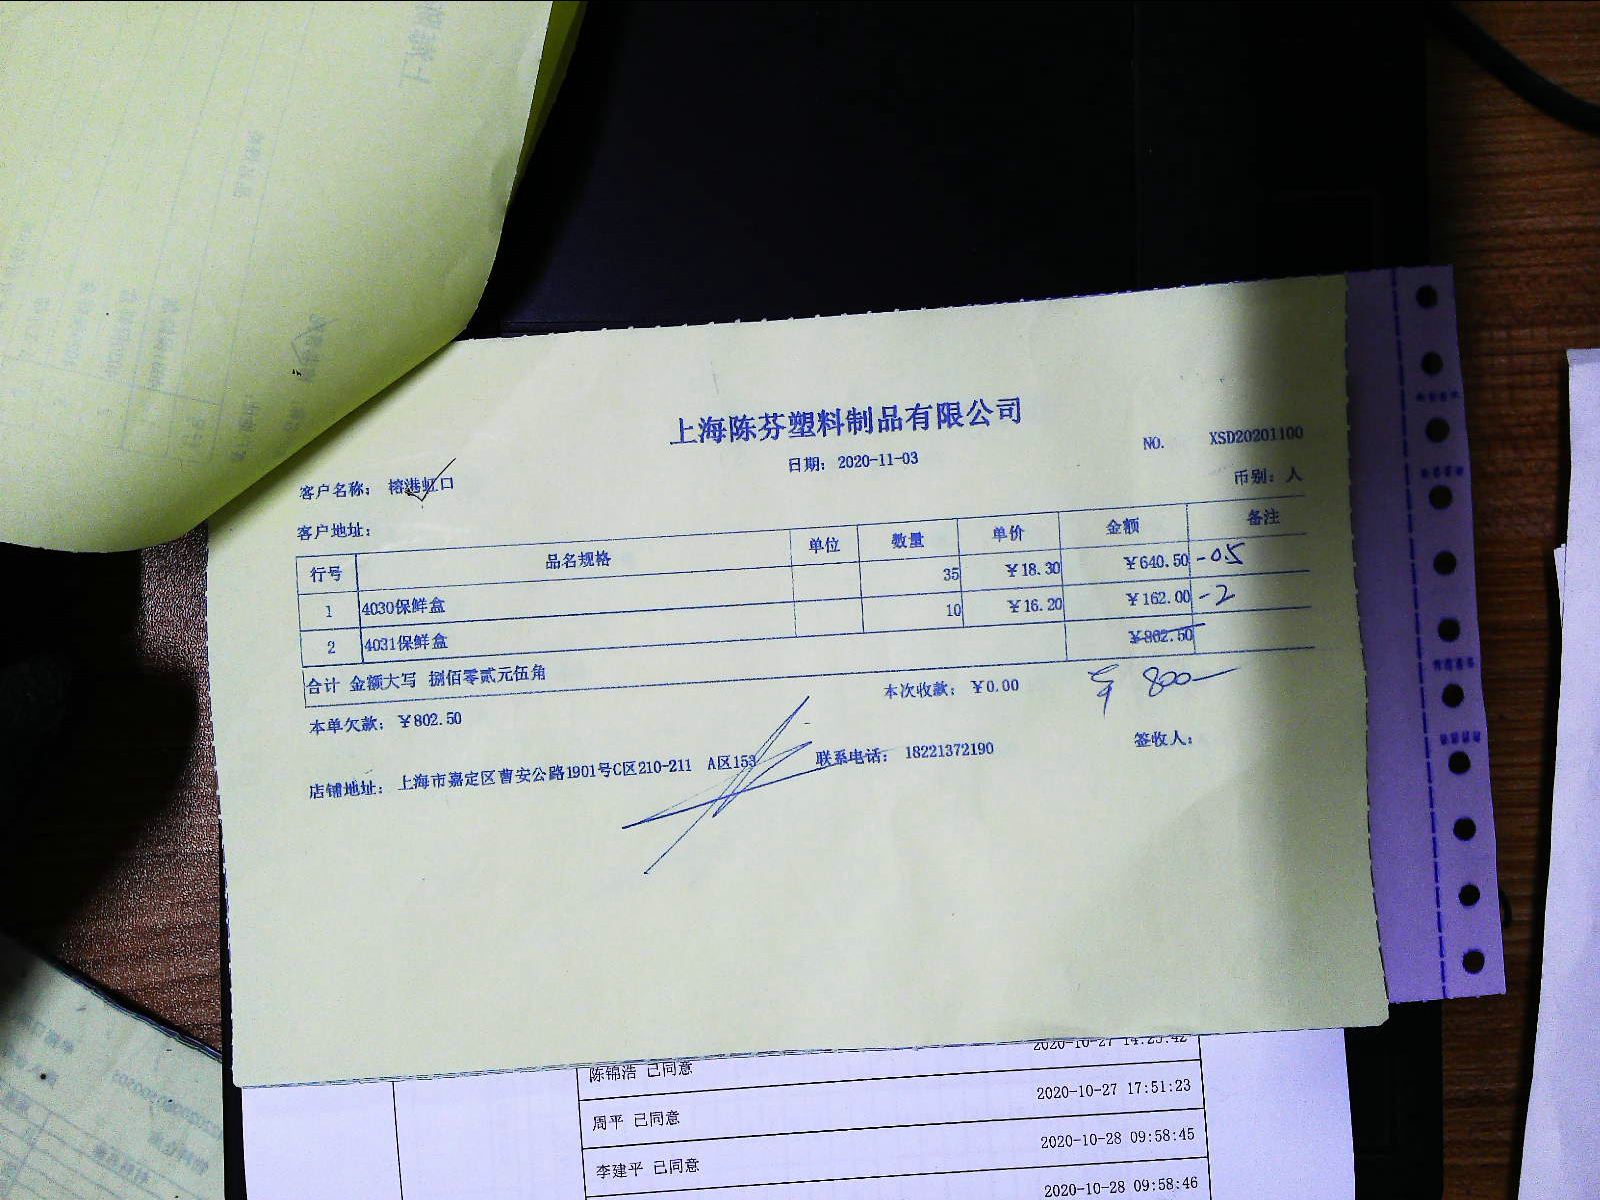 上海陈芬塑料制品有限公司
日期: 2020-11-03
NO. XSD20201100
客户名称: 榕港虹口
币别: 人
客户地址:
行号 品名规格 单位 数量 单价 金额 备注
1 4030保鲜盒 35 ¥18.30 ¥640.50 -0.5
2 4031保鲜盒 10 ¥16.20 ¥162.00 -2
合计 金额大写 捌佰零贰元伍角 ¥802.50
本单欠款: ¥802.50 本次收款: ¥0.00 ¥ 800-
店铺地址: 上海市嘉定区曹安公路1901号C区210-211 A区153 联系电话: 18221372190 签收人:
2020-10-27 14:25:42
陈锦浩 已同意 2020-10-27 17:51:23
周平 已同意 2020-10-28 09:58:45
李建平 已同意 2020-10-28 09:58:46